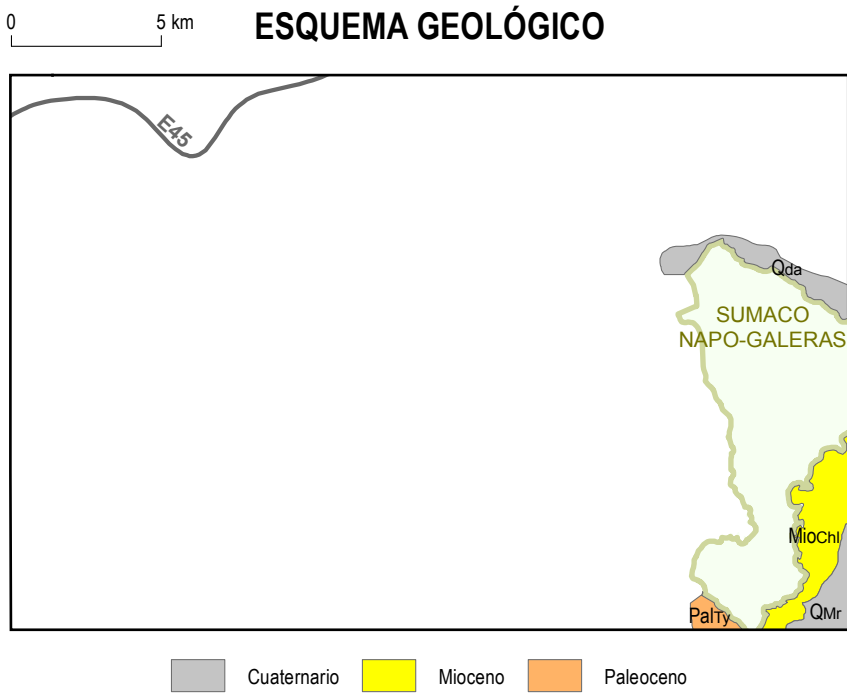 0 5 km ESQUEMA GEOLÓGICO
E45
Qda
SUMACO
NAPO-GALERAS
MioChl
PalTy
QMr
Cuaternario Mioceno Paleoceno